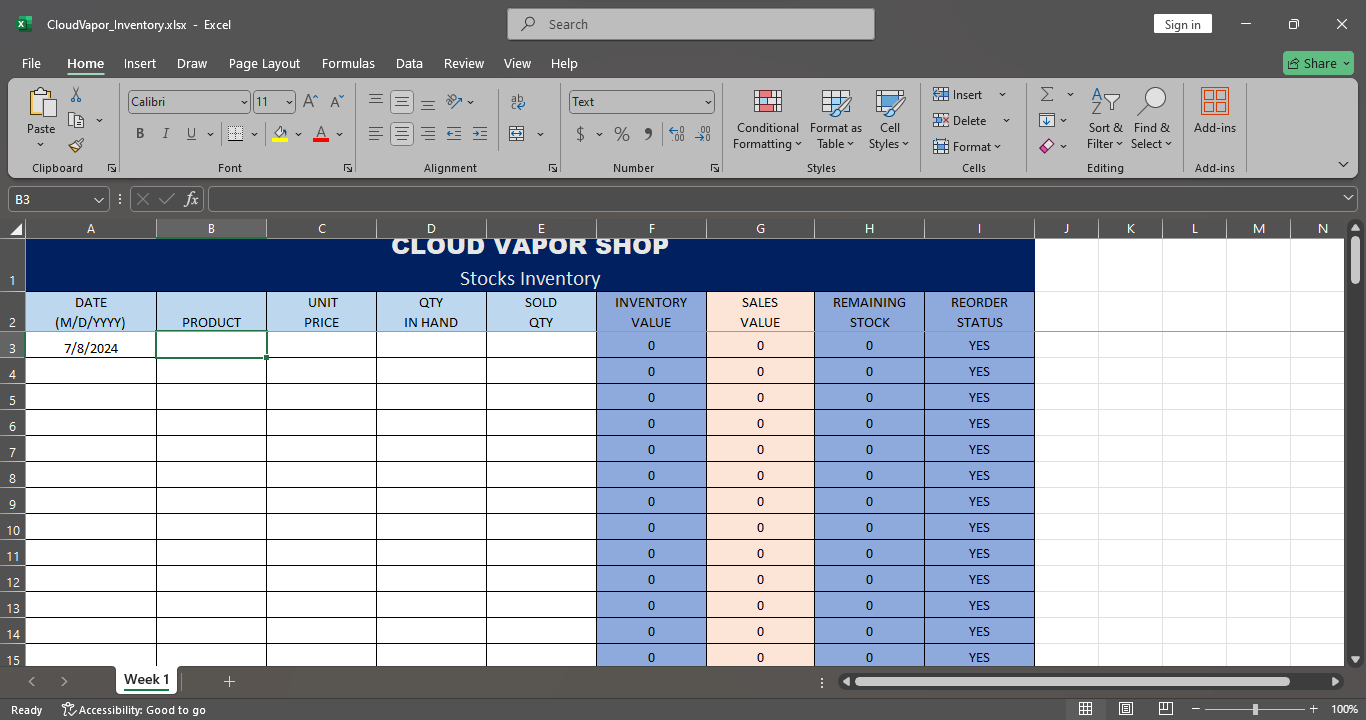 CloudVapor_Inventory.xlsx - Excel
Search
Sign in
File Home Insert Draw Page Layout Formulas Data Review View Help
Share
Paste
Clipboard
Calibri 11
B I U A
Font
ab
Alignment
Text
$ % 9
Number
Conditional Formatting
Format as Table
Cell Styles
Styles
Insert
Delete
Format
Cells
Sort & Filter
Find & Select
Editing
Add-ins
Add-ins
B3
fx
A B C D E F G H I J K L M N
CLOUD VAPOR SHOP
1 Stocks Inventory
DATE UNIT QTY SOLD INVENTORY SALES REMAINING REORDER
2 (M/D/YYYY) PRODUCT PRICE IN HAND QTY VALUE VALUE STOCK STATUS
3 7/8/2024 0 0 0 YES
4 0 0 0 YES
5 0 0 0 YES
6 0 0 0 YES
7 0 0 0 YES
8 0 0 0 YES
9 0 0 0 YES
10 0 0 0 YES
11 0 0 0 YES
12 0 0 0 YES
13 0 0 0 YES
14 0 0 0 YES
15 0 0 0 YES
Week 1
Ready Accessibility: Good to go 100%